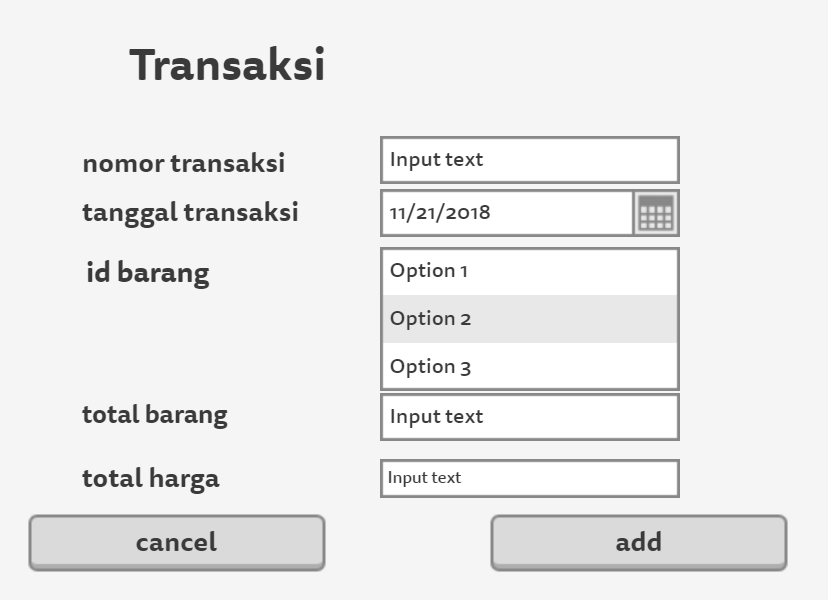 Transaksi
nomor transaksi
Input text
tanggal transaksi
11/21/2018
id barang
Option 1
Option 2
Option 3
total barang
Input text
total harga
Input text
cancel
add